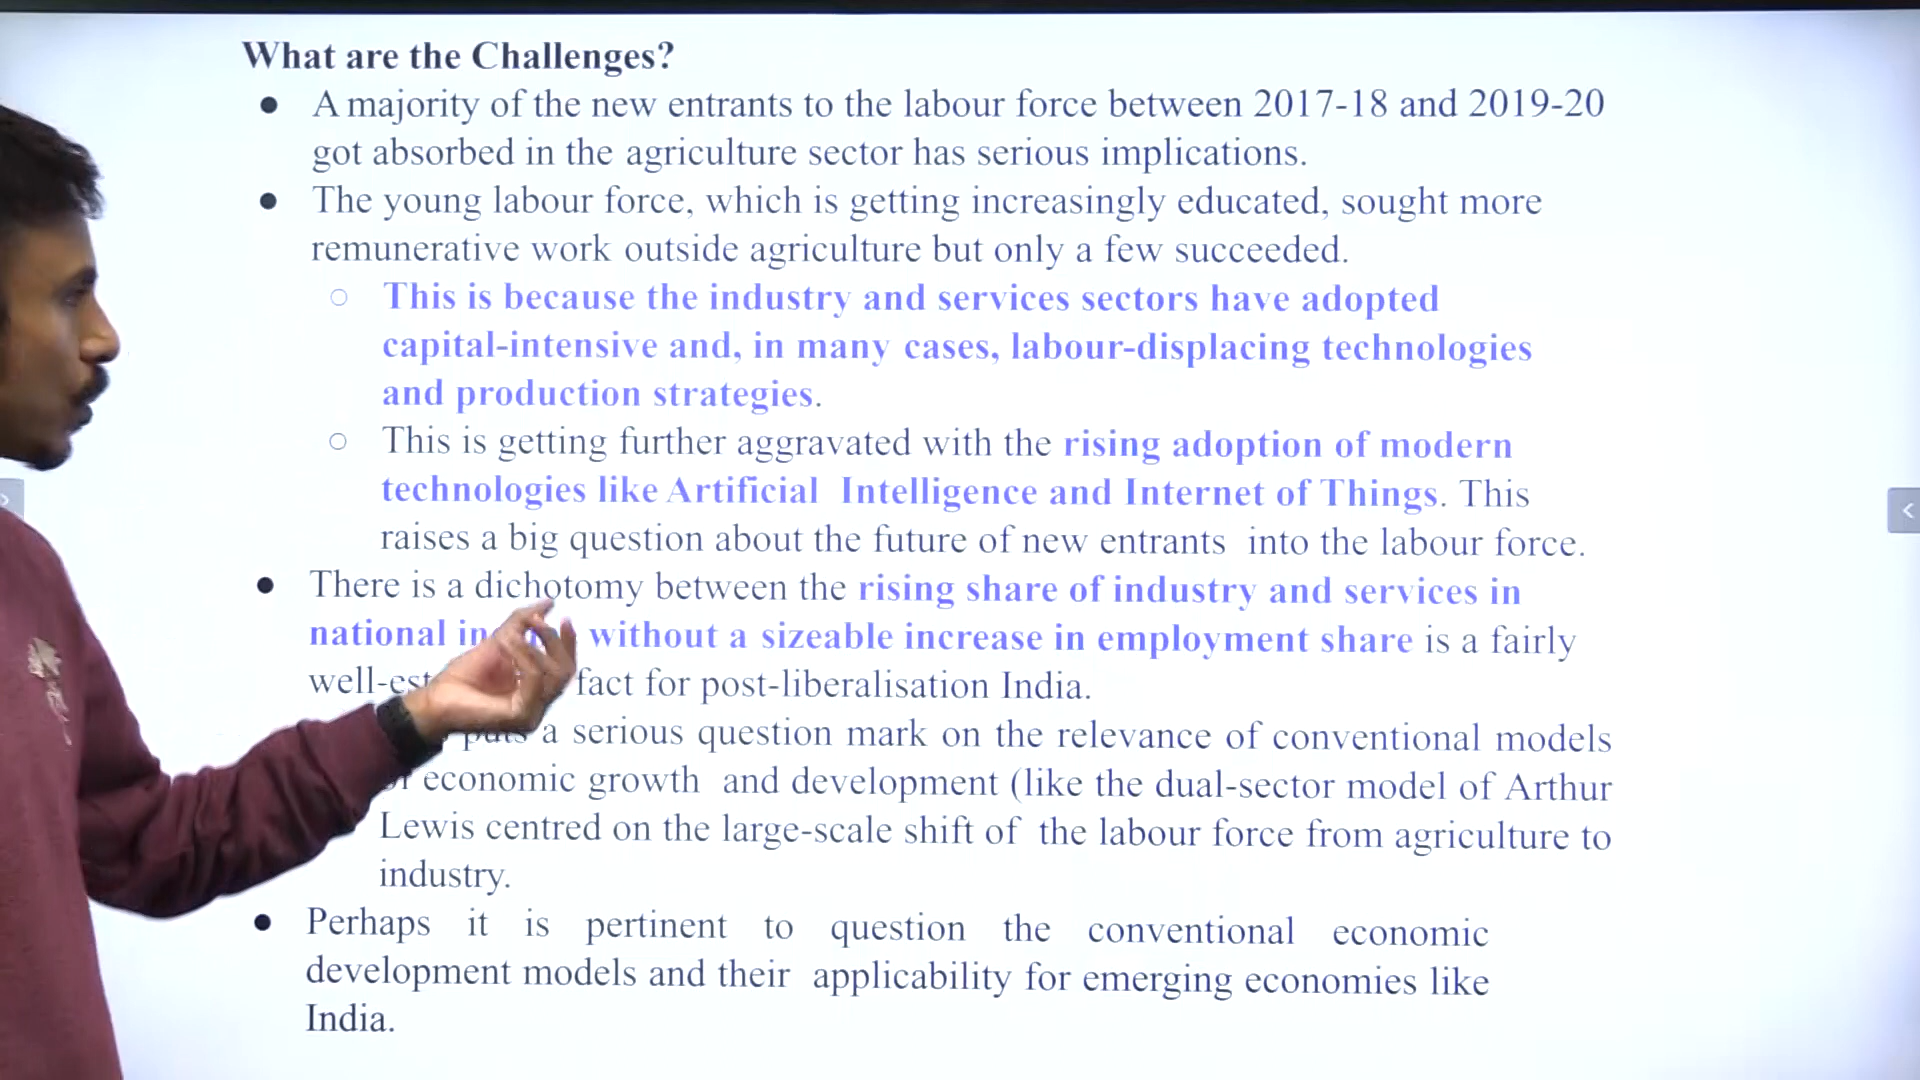 What are the Challenges?
● A majority of the new entrants to the labour force between 2017-18 and 2019-20
got absorbed in the agriculture sector has serious implications.
● The young labour force, which is getting increasingly educated, sought more
remunerative work outside agriculture but only a few succeeded.
○ This is because the industry and services sectors have adopted
capital-intensive and, in many cases, labour-displacing technologies
and production strategies.
○ This is getting further aggravated with the rising adoption of modern
technologies like Artificial Intelligence and Internet of Things. This
raises a big question about the future of new entrants into the labour force.
● There is a dichotomy between the rising share of industry and services in
national without a sizeable increase in employment share is a fairly
fact for post-liberalisation India.
puts a serious question mark on the relevance of conventional models
economic growth and development (like the dual-sector model of Arthur
Lewis centred on the large-scale shift of the labour force from agriculture to
industry.
● Perhaps it is pertinent to question the conventional economic
development models and their applicability for emerging economies like
India.